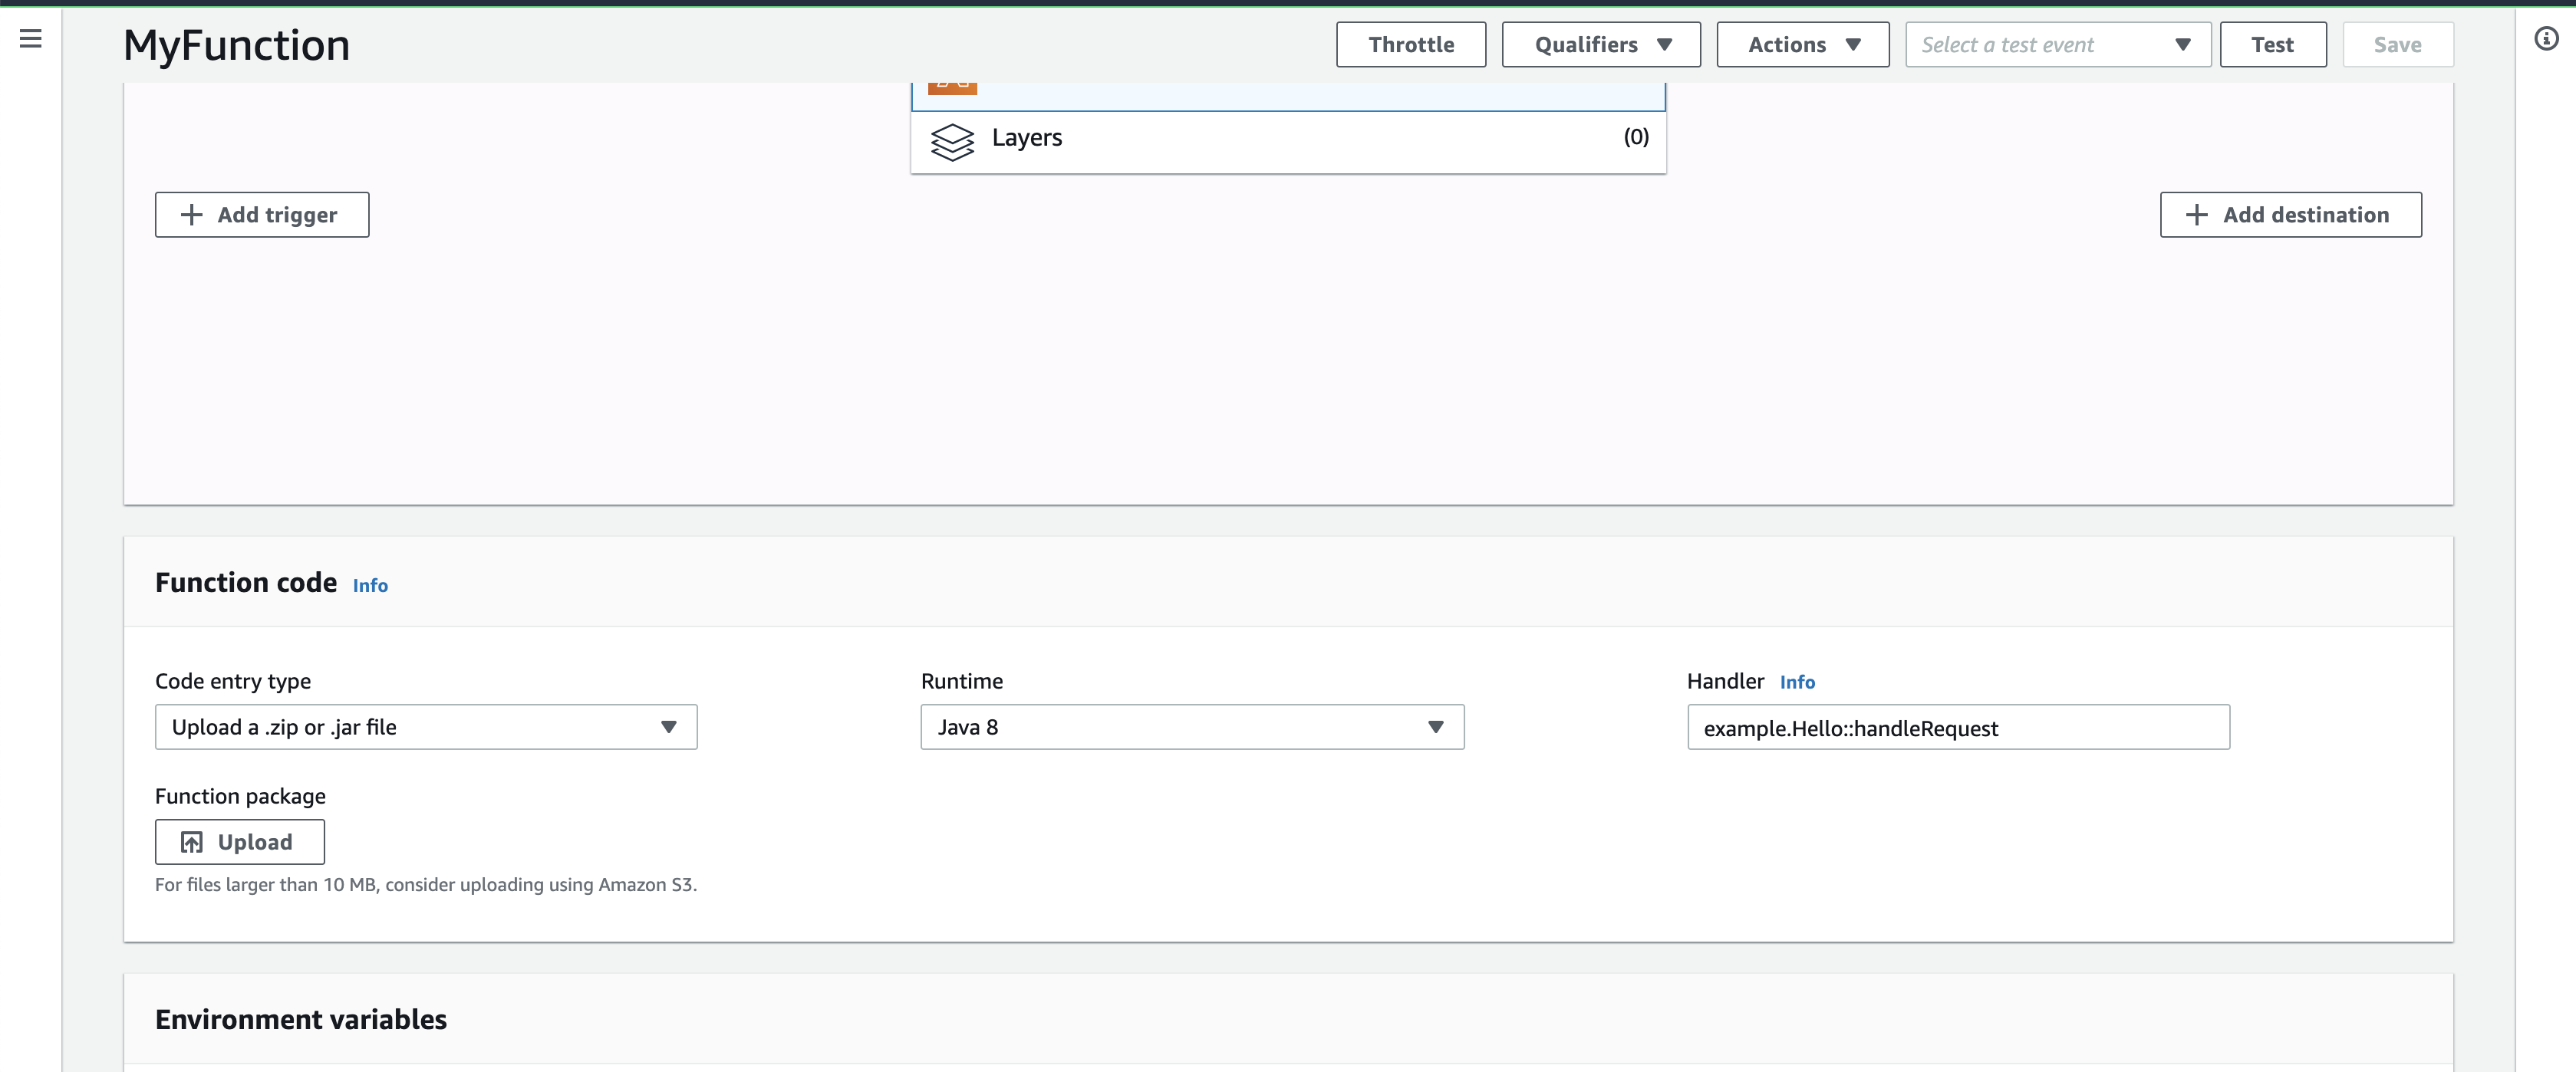 MyFunction
Throttle
Qualifiers
Actions
Select a test event
Test
Save
Layers
(0)
Add trigger
Add destination
Function code Info
Code entry type
Runtime
Handler Info
Upload a .zip or .jar file
Java 8
example.Hello::handleRequest
Function package
Upload
For files larger than 10 MB, consider uploading using Amazon S3.
Environment variables